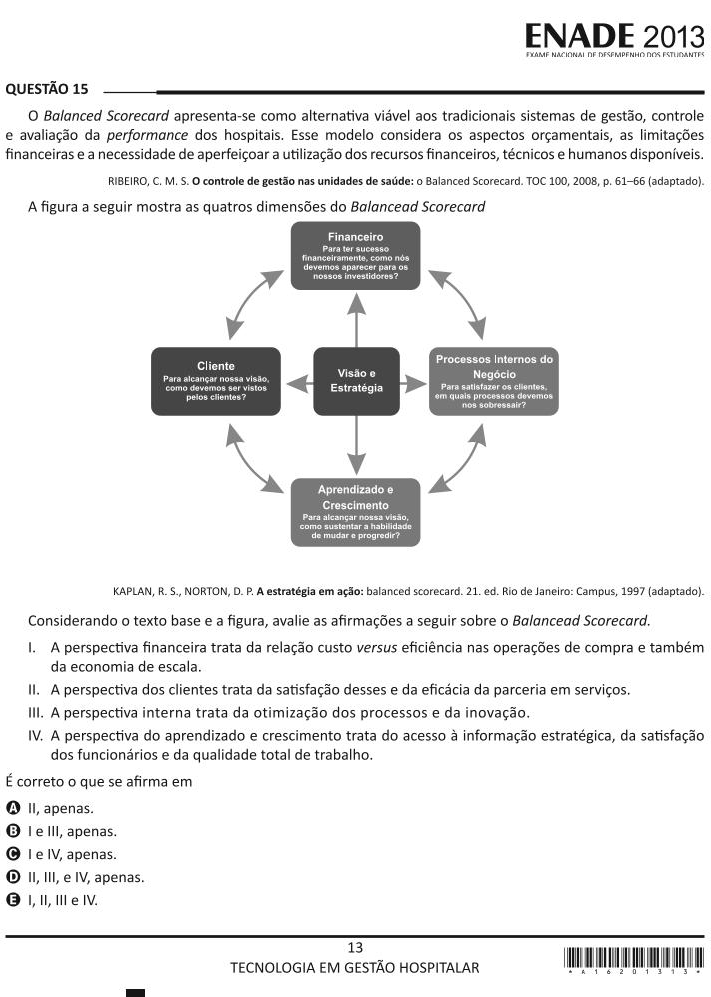 ENADE 2013
EXAME NACIONAL DE DESEMPENHO DOS ESTUDANTES
QUESTÃO 15
O Balanced Scorecard apresenta-se como alternativa viável aos tradicionais sistemas de gestão, controle
e avaliação da performance dos hospitais. Esse modelo considera os aspectos orçamentais, as limitações
financeiras e a necessidade de aperfeiçoar a utilização dos recursos financeiros, técnicos e humanos disponíveis.
RIBEIRO, C. M. S. O controle de gestão nas unidades de saúde: o Balanced Scorecard. TOC 100, 2008, p. 61–66 (adaptado).
A figura a seguir mostra as quatros dimensões do Balancead Scorecard
Financeiro
Para ter sucesso
financeiramente, como nós
devemos aparecer para os
nossos investidores?
Cliente
Para alcançar nossa visão,
como devemos ser vistos
pelos clientes?
Visão e
Estratégia
Processos Internos do
Negócio
Para satisfazer os clientes,
em quais processos devemos
nos sobressair?
Aprendizado e
Crescimento
Para alcançar nossa visão,
como sustentar a habilidade
de mudar e progredir?
KAPLAN, R. S., NORTON, D. P. A estratégia em ação: balanced scorecard. 21. ed. Rio de Janeiro: Campus, 1997 (adaptado).
Considerando o texto base e a figura, avalie as afirmações a seguir sobre o Balancead Scorecard.
I. A perspectiva financeira trata da relação custo versus eficiência nas operações de compra e também
da economia de escala.
II. A perspectiva dos clientes trata da satisfação desses e da eficácia da parceria em serviços.
III. A perspectiva interna trata da otimização dos processos e da inovação.
IV. A perspectiva do aprendizado e crescimento trata do acesso à informação estratégica, da satisfação
dos funcionários e da qualidade total de trabalho.
É correto o que se afirma em
A II, apenas.
B I e III, apenas.
C I e IV, apenas.
D II, III, e IV, apenas.
E I, II, III e IV.
13
TECNOLOGIA EM GESTÃO HOSPITALAR
*A16201313*